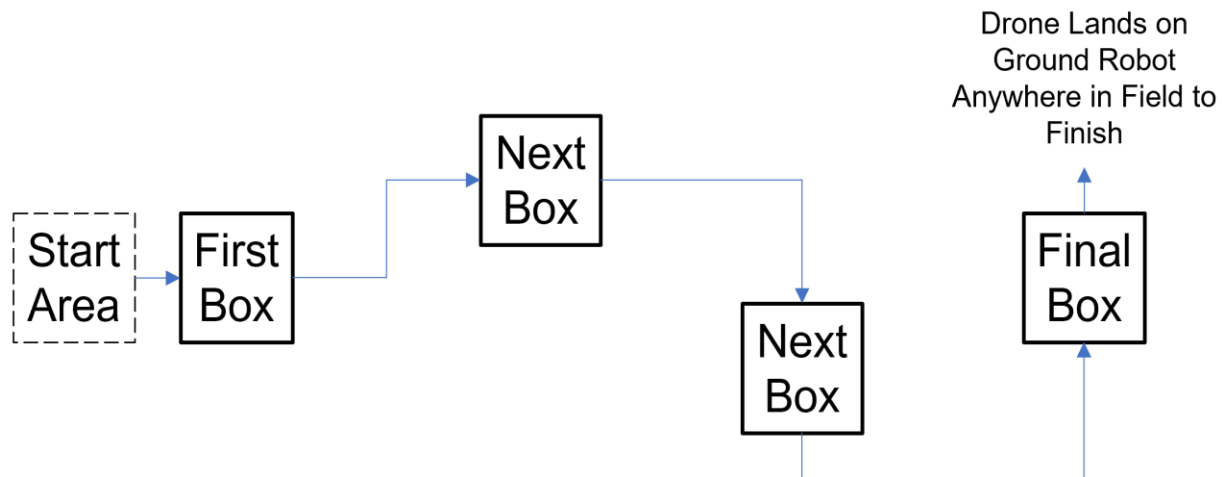 Start
Area
First
Box
Next
Box
Next
Box
Final
Box
Drone Lands on
Ground Robot
Anywhere in Field to
Finish